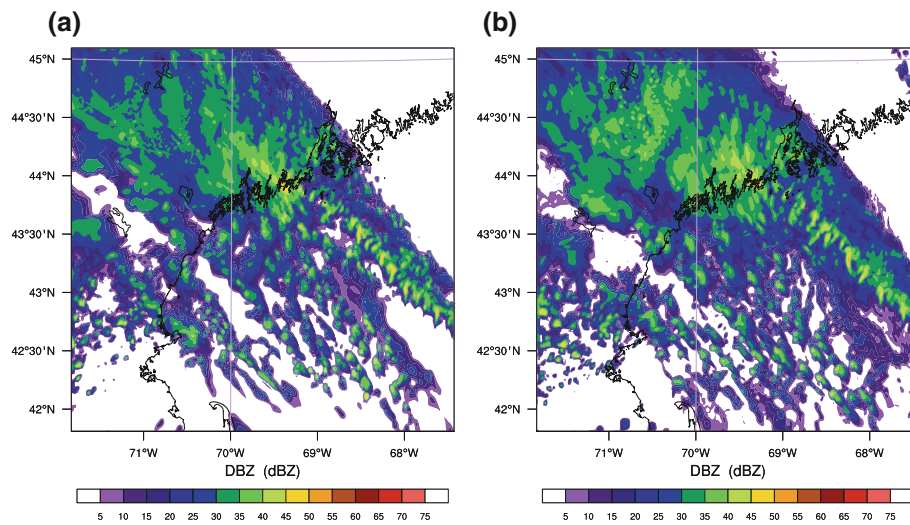 (a) (b)
45°N 45°N
44°30'N 44°30'N
44°N 44°N
43°30'N 43°30'N
43°N 43°N
42°30'N 42°30'N
42°N 42°N
71°W 70°W 69°W 68°W 71°W 70°W 69°W 68°W
DBZ (dBZ) DBZ (dBZ)
5 10 15 20 25 30 35 40 45 50 55 60 65 70 75 5 10 15 20 25 30 35 40 45 50 55 60 65 70 75